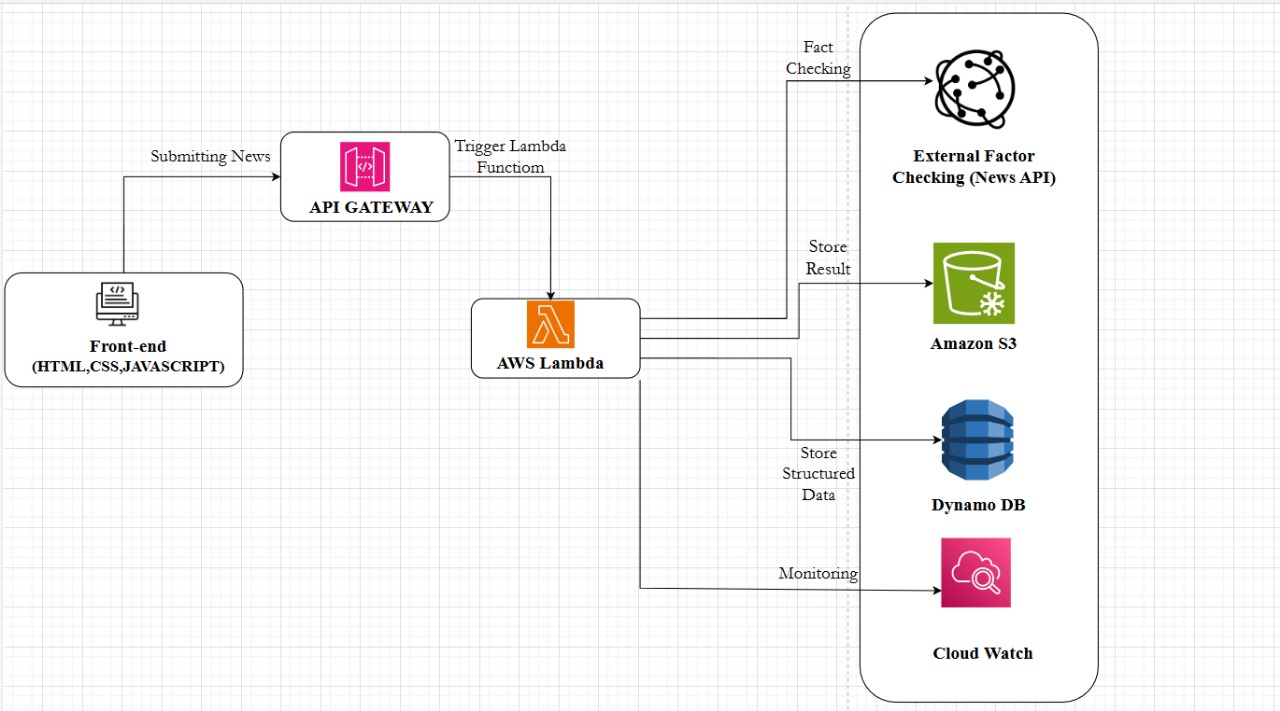 Fact
Checking
External Factor
Checking (News API)
Submitting News
API GATEWAY
Trigger Lambda
Functiom
Front-end
(HTML,CSS,JAVASCRIPT)
AWS Lambda
Store
Result
Amazon S3
Store
Structured
Data
Dynamo DB
Monitoring
Cloud Watch